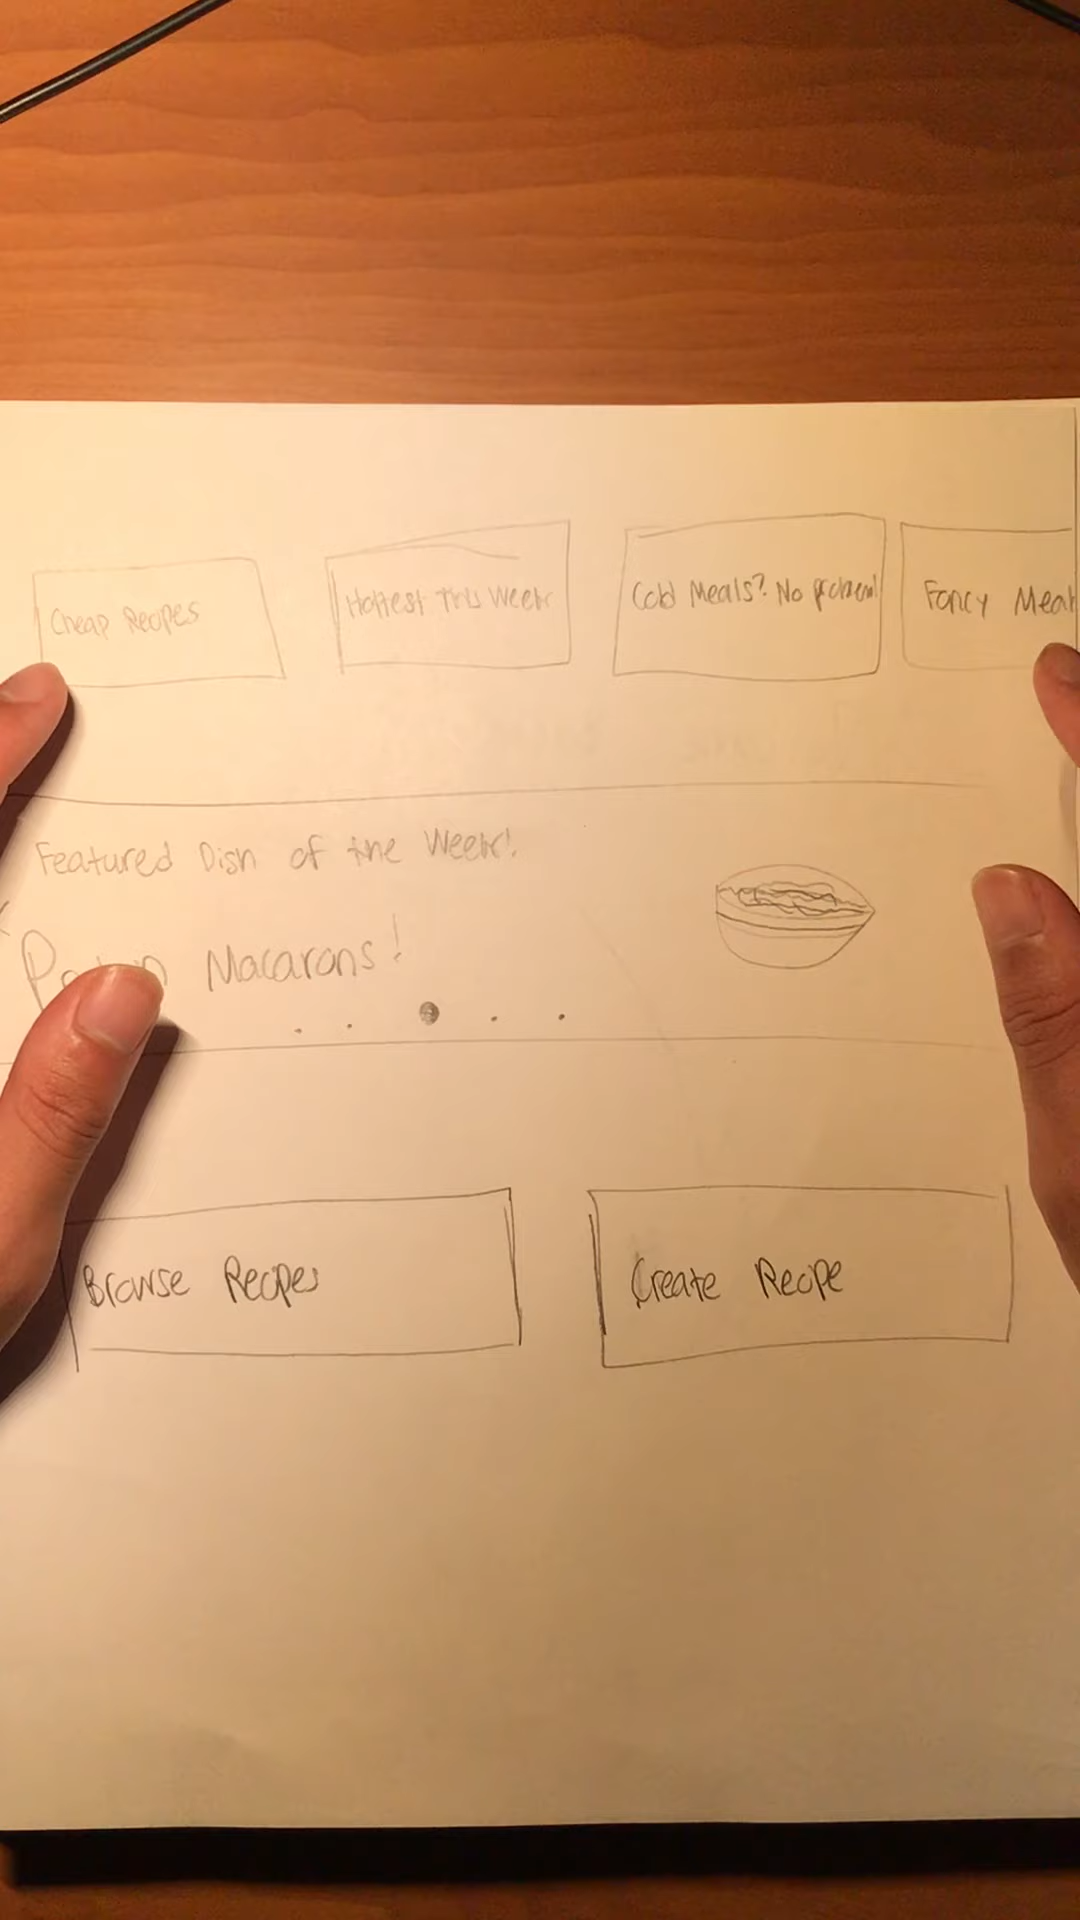 Cheap Recipes
Hottest This Week
Cold Meals? No problem!
Fancy Meal
Featured Dish of the Week!
Macarons!
Browse Recipes
Create Recipe